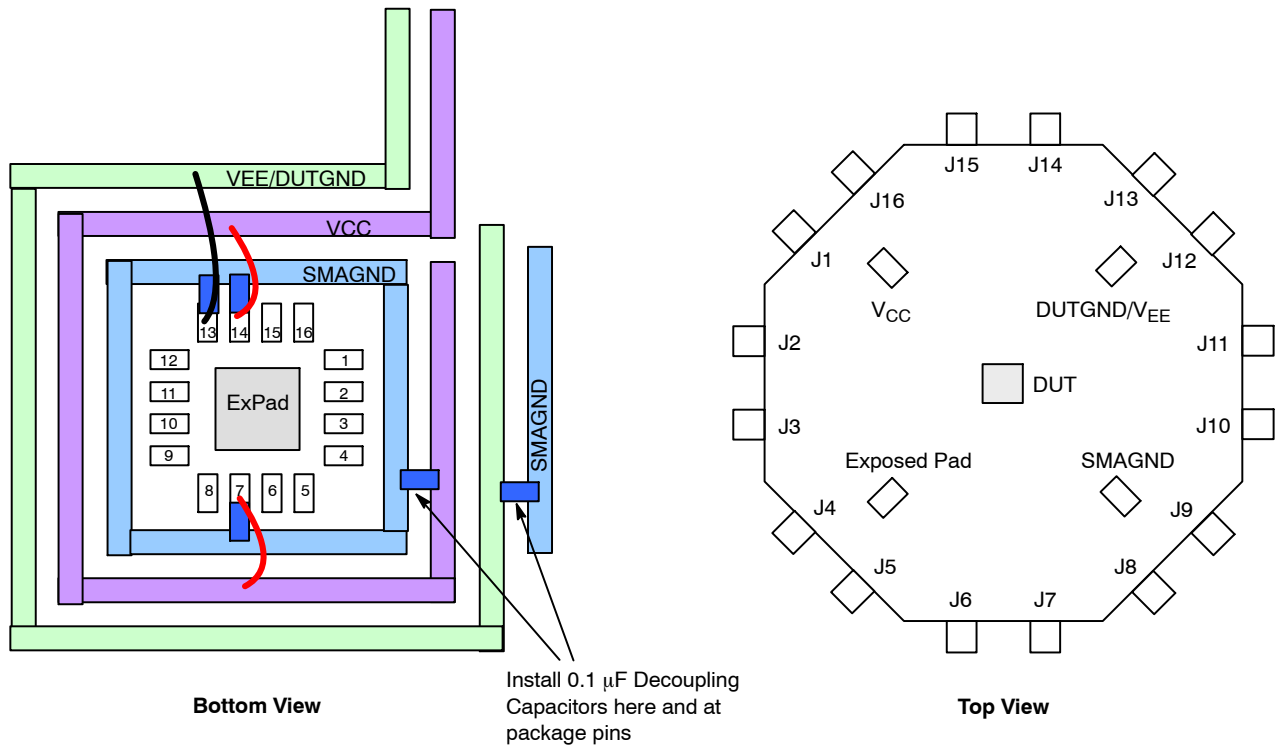 VEE/DUTGND
VCC
SMAGND
13
14
15
16
12
1
11
2
ExPad
10
3
9
4
8
7
6
5
SMAGND
Install 0.1 μF Decoupling
Capacitors here and at
package pins
Bottom View
J15
J14
J16
J13
J1
J12
VCC
DUTGND/VEE
J2
J11
DUT
J3
J10
Exposed Pad
SMAGND
J4
J9
J5
J8
J6
J7
Top View